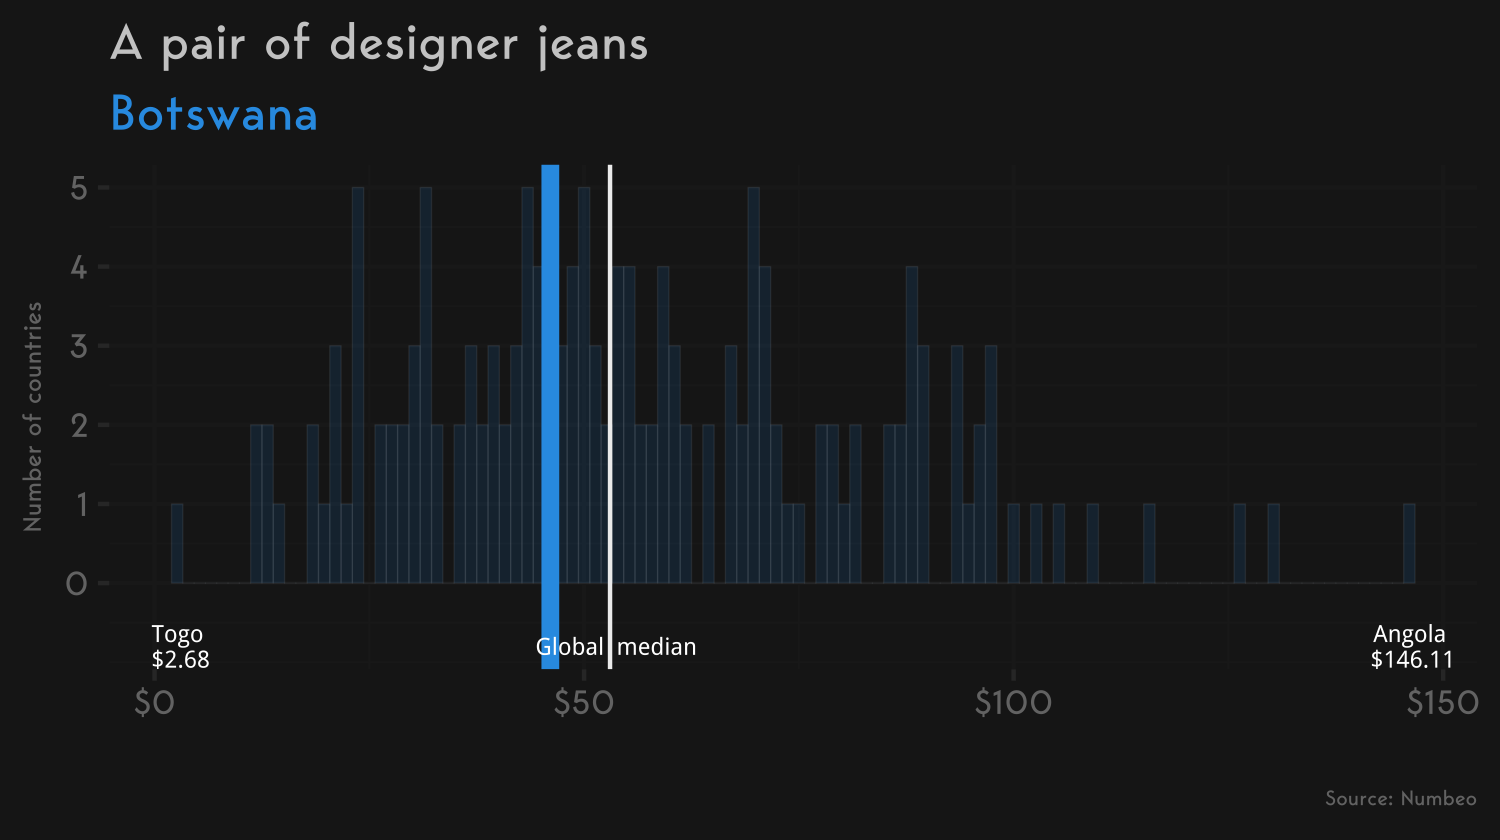 A pair of designer jeans
Botswana
Number of countries
5
4
3
2
1
0
Togo
$2.68
Global median
Angola
$146.11
$0
$50
$100
$150
Source: Numbeo